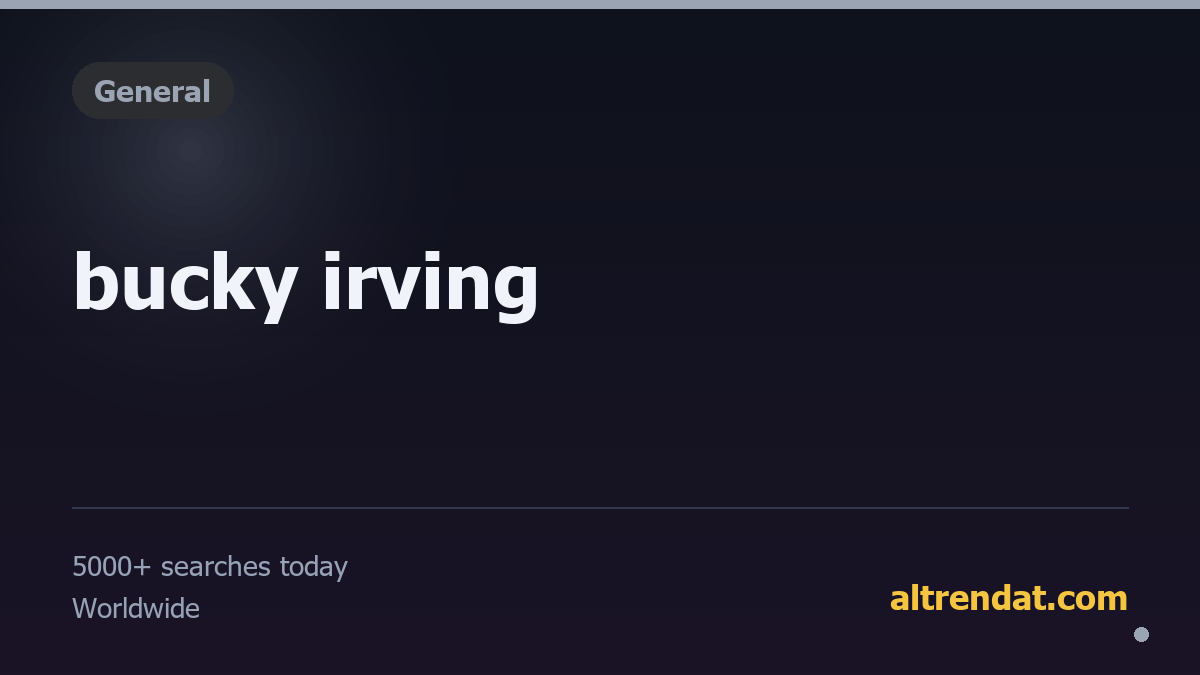 General
bucky irving
5000+ searches today
Worldwide
altrendat.com